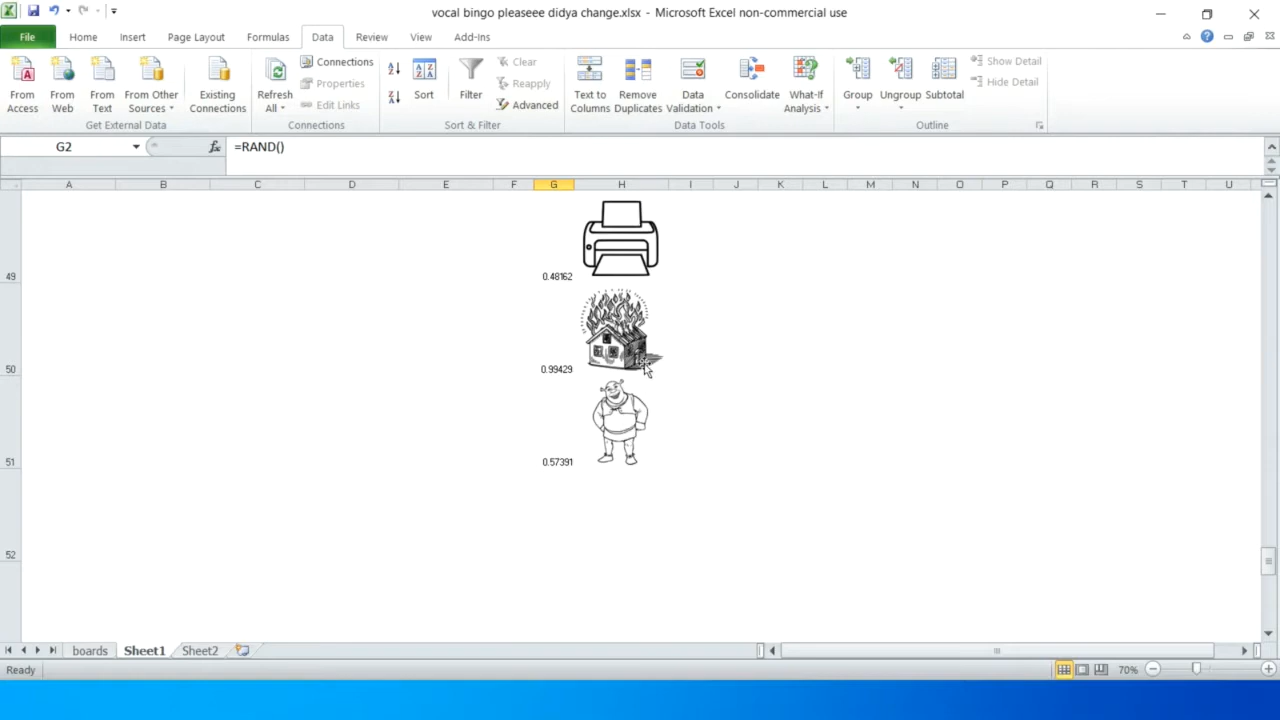 vocal bingo pleaseee didya change.xlsx - Microsoft Excel non-commercial use
File Home Insert Page Layout Formulas Data Review View Add-Ins
From Access
From Web
From Text
From Other Sources
Existing Connections
Get External Data
Refresh All
Connections
Properties
Edit Links
Connections
Sort
Filter
Clear
Reapply
Advanced
Sort & Filter
Text to Columns
Remove Duplicates
Data Validation
Consolidate
What-If Analysis
Data Tools
Group
Ungroup
Subtotal
Show Detail
Hide Detail
Outline
G2 fx =RAND()
A B C D E F G H I J K L M N O P Q R S T U
49 0.48162
50 0.99429
51 0.57391
52
boards Sheet1 Sheet2
Ready 70%